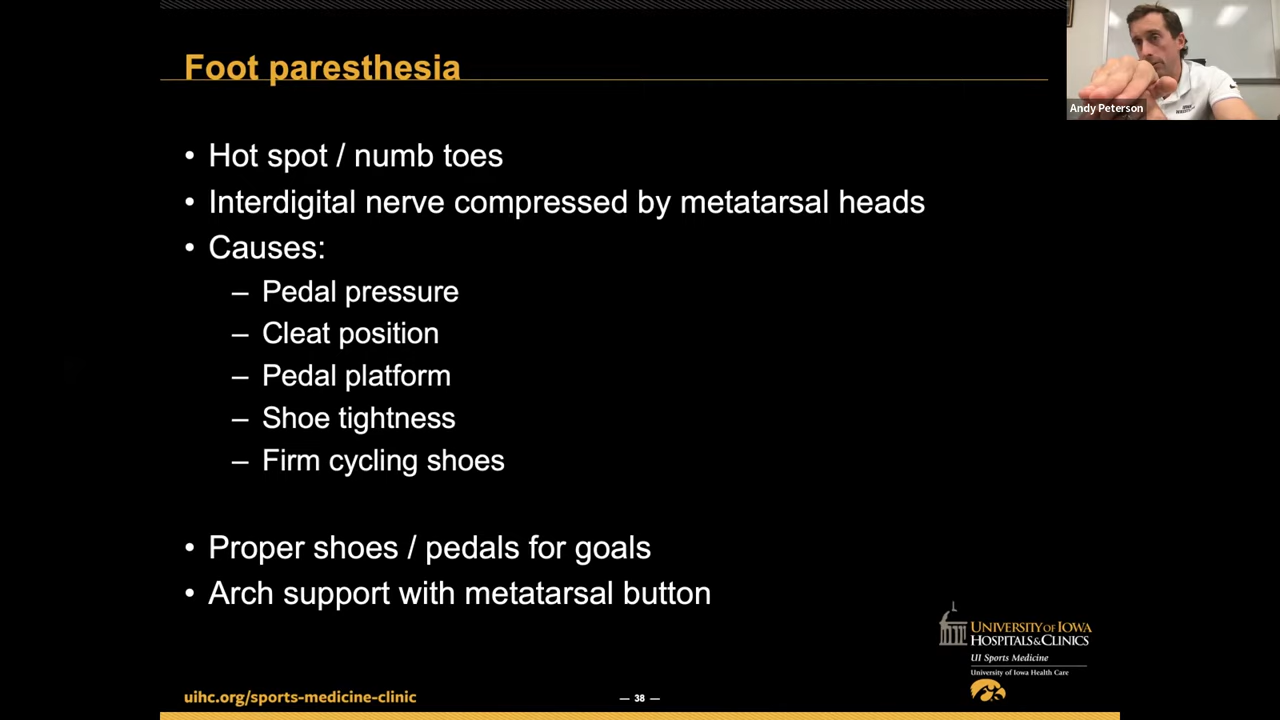 Foot paresthesia
Andy Peterson
• Hot spot / numb toes
• Interdigital nerve compressed by metatarsal heads
• Causes:
– Pedal pressure
– Cleat position
– Pedal platform
– Shoe tightness
– Firm cycling shoes
• Proper shoes / pedals for goals
• Arch support with metatarsal button
UNIVERSITY OF IOWA
HOSPITALS & CLINICS
UI Sports Medicine
University of Iowa Health Care
uihc.org/sports-medicine-clinic
— 38 —